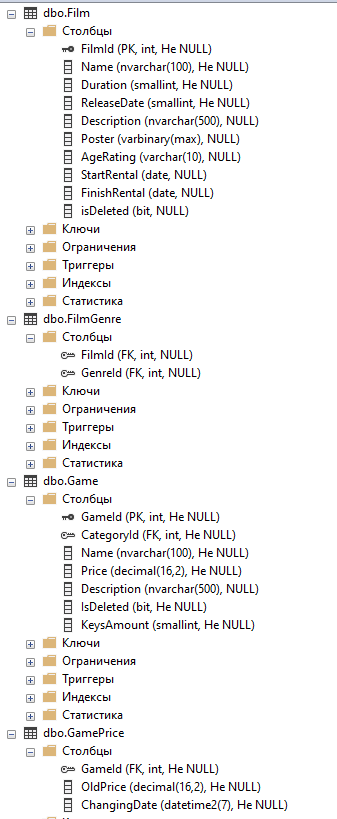 dbo.Film
Столбцы
FilmId (PK, int, Не NULL)
Name (nvarchar(100), Не NULL)
Duration (smallint, Не NULL)
ReleaseDate (smallint, Не NULL)
Description (nvarchar(500), NULL)
Poster (varbinary(max), NULL)
AgeRating (varchar(10), NULL)
StartRental (date, NULL)
FinishRental (date, NULL)
isDeleted (bit, NULL)
Ключи
Ограничения
Триггеры
Индексы
Статистика
dbo.FilmGenre
Столбцы
FilmId (FK, int, NULL)
GenreId (FK, int, NULL)
Ключи
Ограничения
Триггеры
Индексы
Статистика
dbo.Game
Столбцы
GameId (PK, int, Не NULL)
CategoryId (FK, int, Не NULL)
Name (nvarchar(100), Не NULL)
Price (decimal(16,2), Не NULL)
Description (nvarchar(500), NULL)
IsDeleted (bit, Не NULL)
KeysAmount (smallint, Не NULL)
Ключи
Ограничения
Триггеры
Индексы
Статистика
dbo.GamePrice
Столбцы
GameId (FK, int, Не NULL)
OldPrice (decimal(16,2), Не NULL)
ChangingDate (datetime2(7), Не NULL)